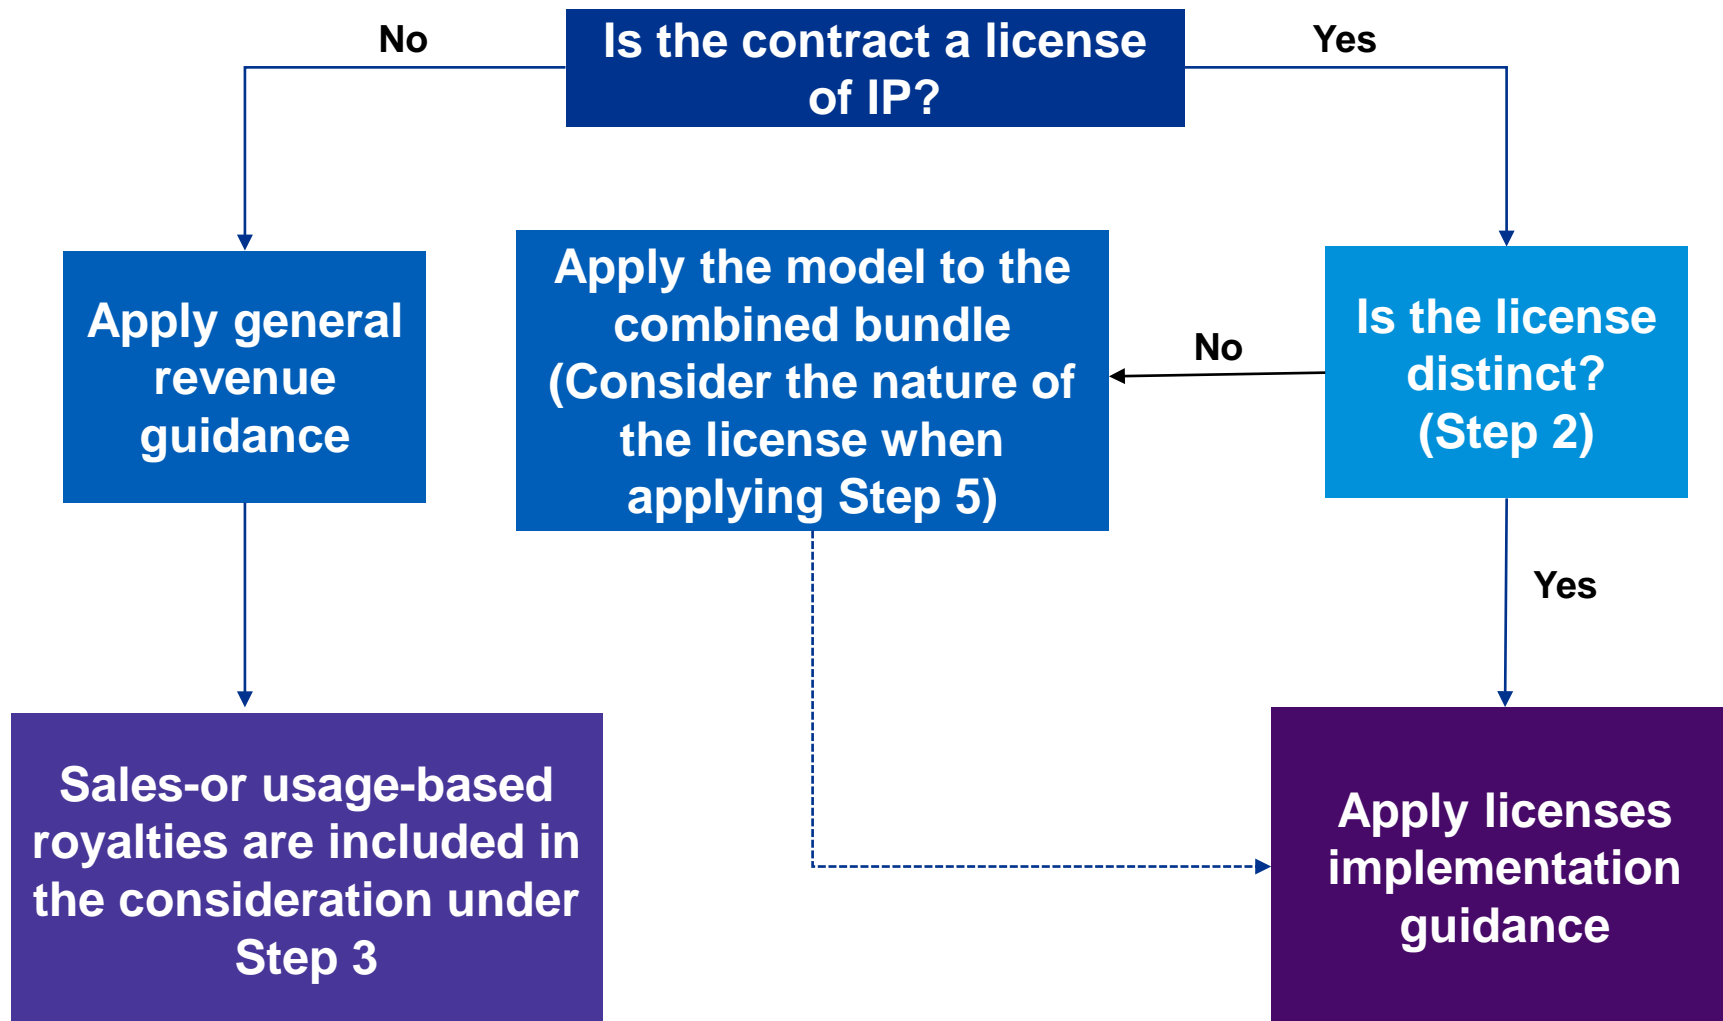 No
Is the contract a license
of IP?
Yes
Apply general
revenue
guidance
Apply the model to the
combined bundle
(Consider the nature of
the license when
applying Step 5)
No
Is the license
distinct?
(Step 2)
Yes
Sales-or usage-based
royalties are included in
the consideration under
Step 3
Apply licenses
implementation
guidance